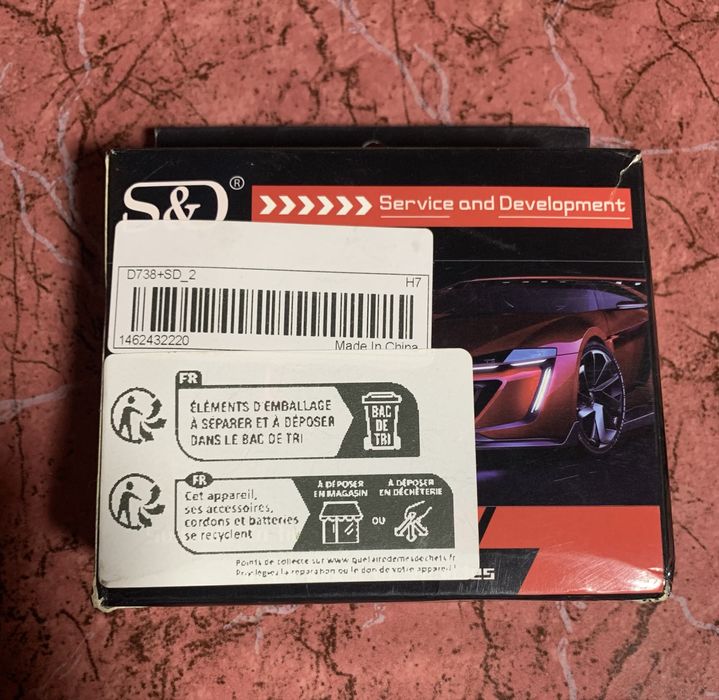 S&D®
Service and Development
D738+SD_2
H7
1462432220
Made In China
FR
ÉLÉMENTS D'EMBALLAGE
À SÉPARER ET À DÉPOSER
DANS LE BAC DE TRI
BAC
DE
TRI
FR
Cet appareil,
ses accessoires,
cordons et batteries
se recyclent
À DÉPOSER
EN MAGASIN
OU
À DÉPOSER
EN DÉCHÈTERIE
Points de collecte sur www.quefairedemesdechets.fr
Privilégiez la réparation ou le don de votre appareil !